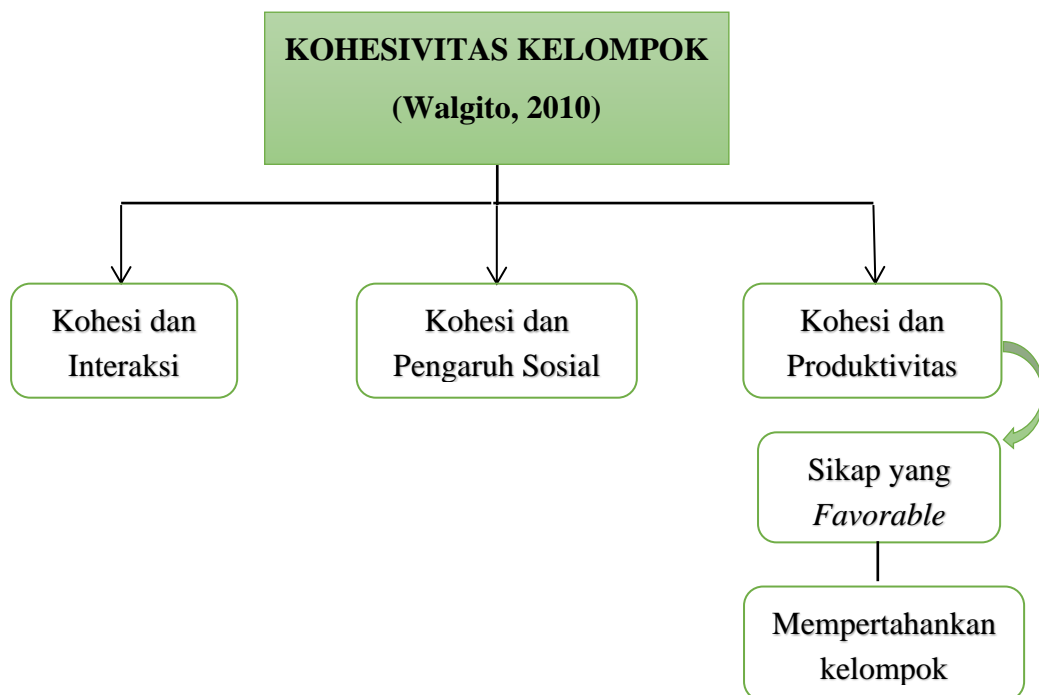 KOHESIVITAS KELOMPOK
(Walgito, 2010)
Kohesi dan
Interaksi
Kohesi dan
Pengaruh Sosial
Kohesi dan
Produktivitas
Sikap yang
Favorable
Mempertahankan
kelompok